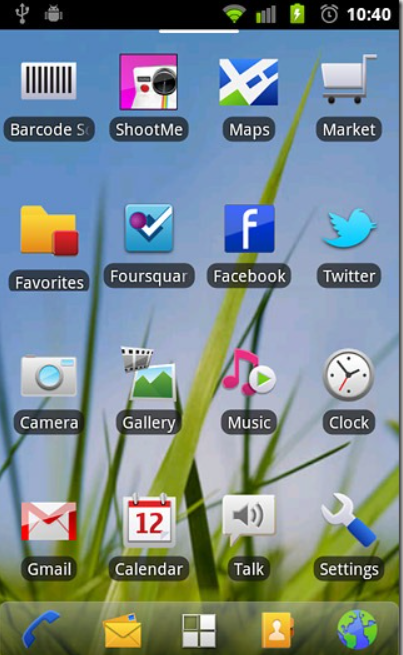 10:40
Barcode Sc
ShootMe
Maps
Market
Favorites
Foursquar
Facebook
Twitter
Camera
Gallery
Music
Clock
12
Gmail
Calendar
Talk
Settings